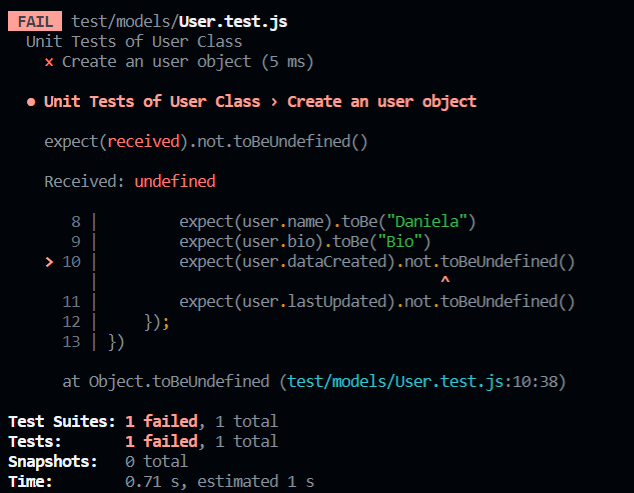 FAIL test/models/User.test.js
Unit Tests of User Class
× Create an user object (5 ms)
● Unit Tests of User Class › Create an user object
expect(received).not.toBeUndefined()
Received: undefined
8 | expect(user.name).toBe("Daniela")
9 | expect(user.bio).toBe("Bio")
> 10 | expect(user.dataCreated).not.toBeUndefined()
| ^
11 | expect(user.lastUpdated).not.toBeUndefined()
12 | });
13 | })
at Object.toBeUndefined (test/models/User.test.js:10:38)
Test Suites: 1 failed, 1 total
Tests: 1 failed, 1 total
Snapshots: 0 total
Time: 0.71 s, estimated 1 s